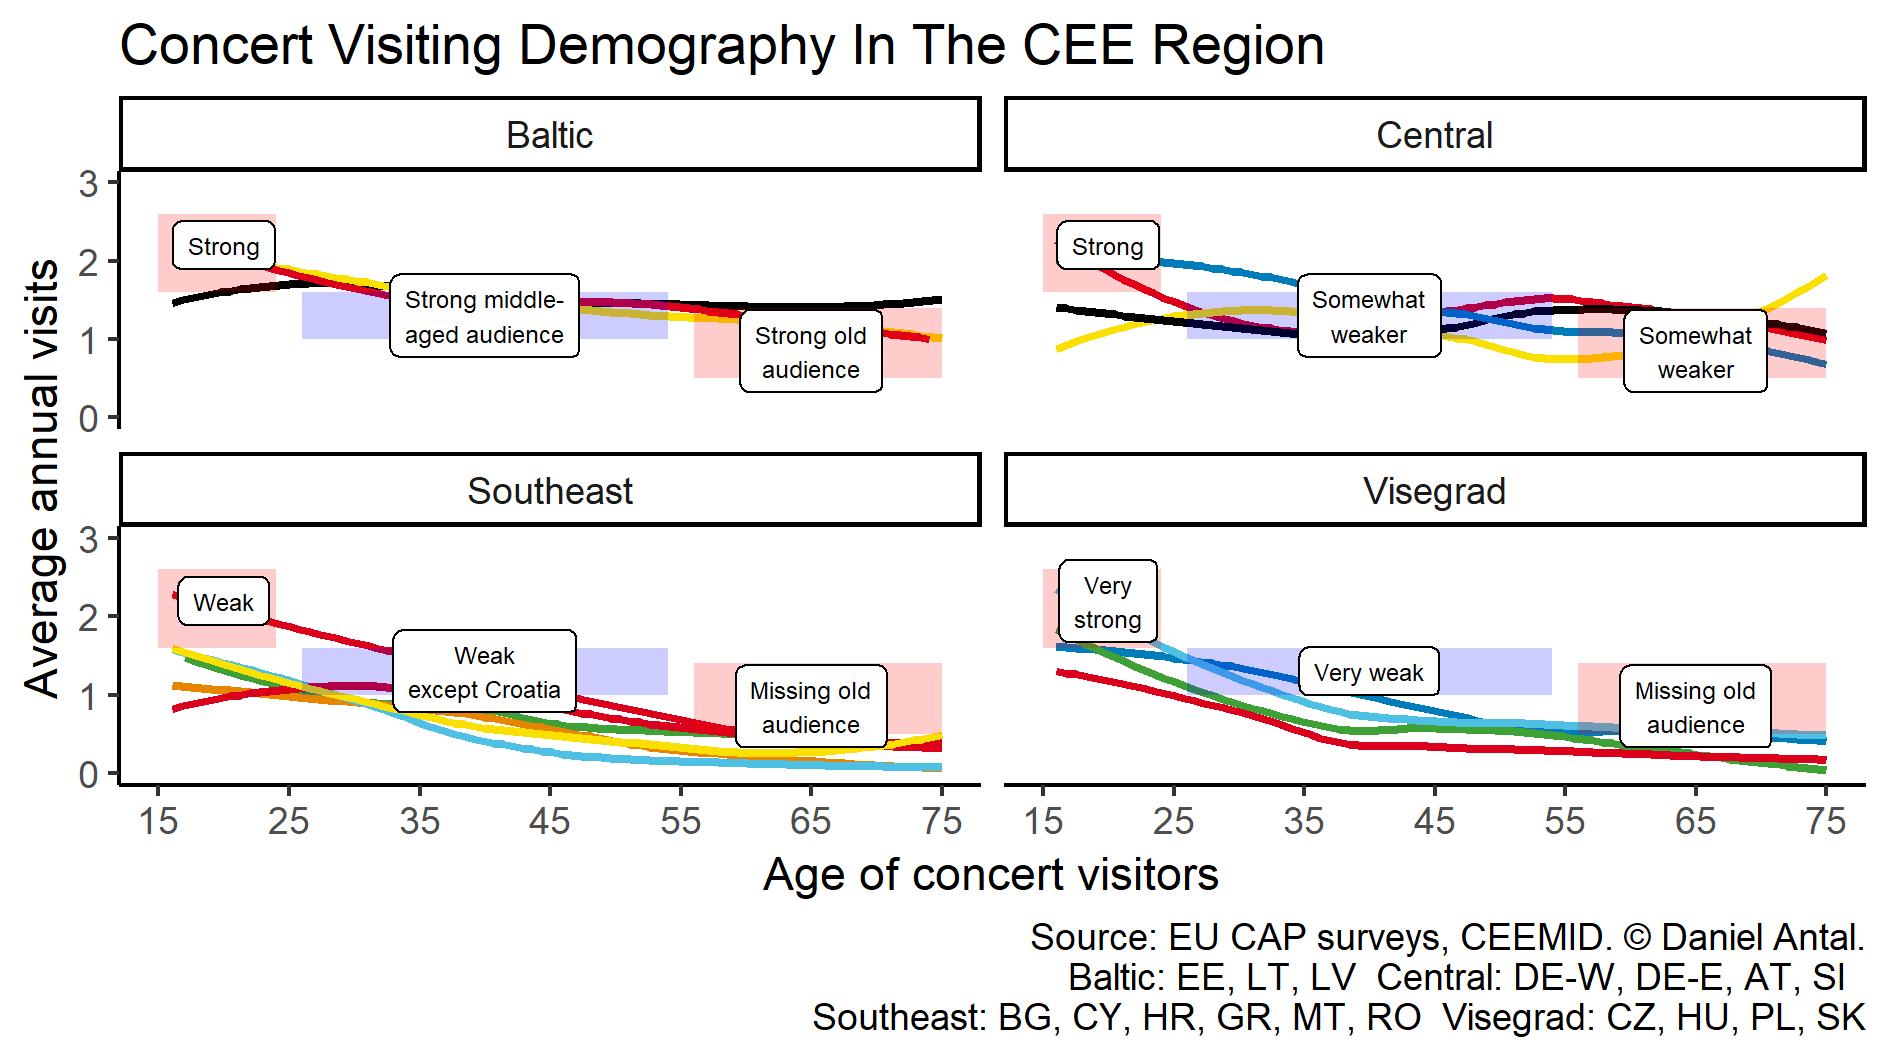 Concert Visiting Demography In The CEE Region
Baltic
Central
Average annual visits
3
2
1
0
Strong
Strong middle-
aged audience
Strong old
audience
Strong
Somewhat
weaker
Somewhat
weaker
Southeast
Visegrad
3
2
1
0
Weak
Weak
except Croatia
Missing old
audience
Very
strong
Very weak
Missing old
audience
15 25 35 45 55 65 75
15 25 35 45 55 65 75
Age of concert visitors
Source: EU CAP surveys, CEEMID. © Daniel Antal.
Baltic: EE, LT, LV  Central: DE-W, DE-E, AT, SI
Southeast: BG, CY, HR, GR, MT, RO  Visegrad: CZ, HU, PL, SK